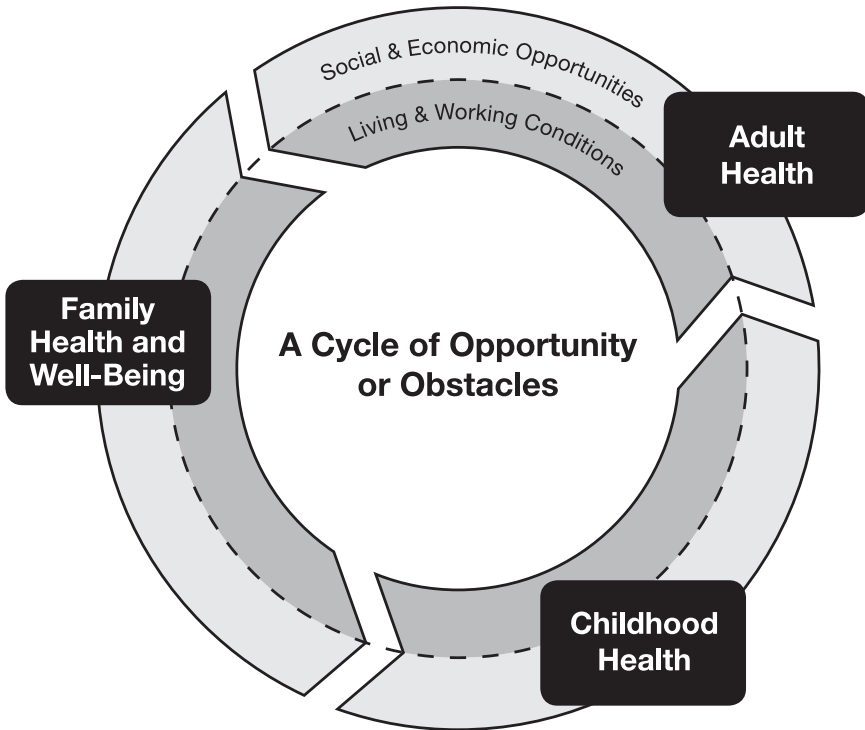 Social & Economic Opportunities
Living & Working Conditions
Adult
Health
Family
Health and
Well-Being
A Cycle of Opportunity
or Obstacles
Childhood
Health